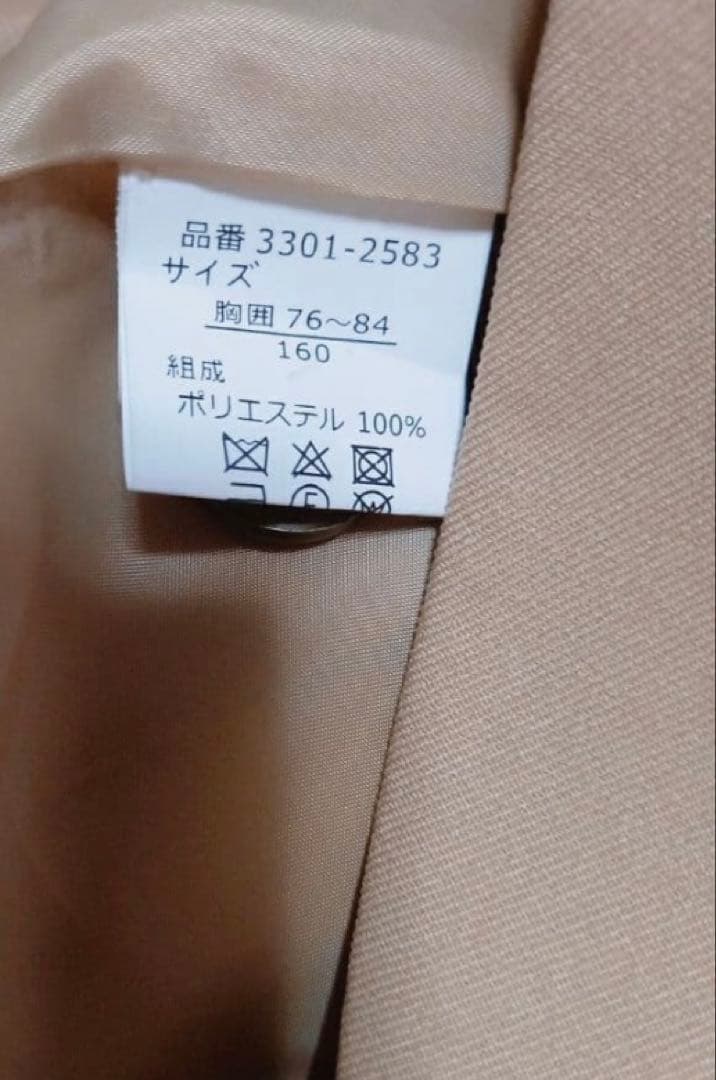 品番 3301-2583
サイズ
胸囲 76～84
160
組成
ポリエステル 100%